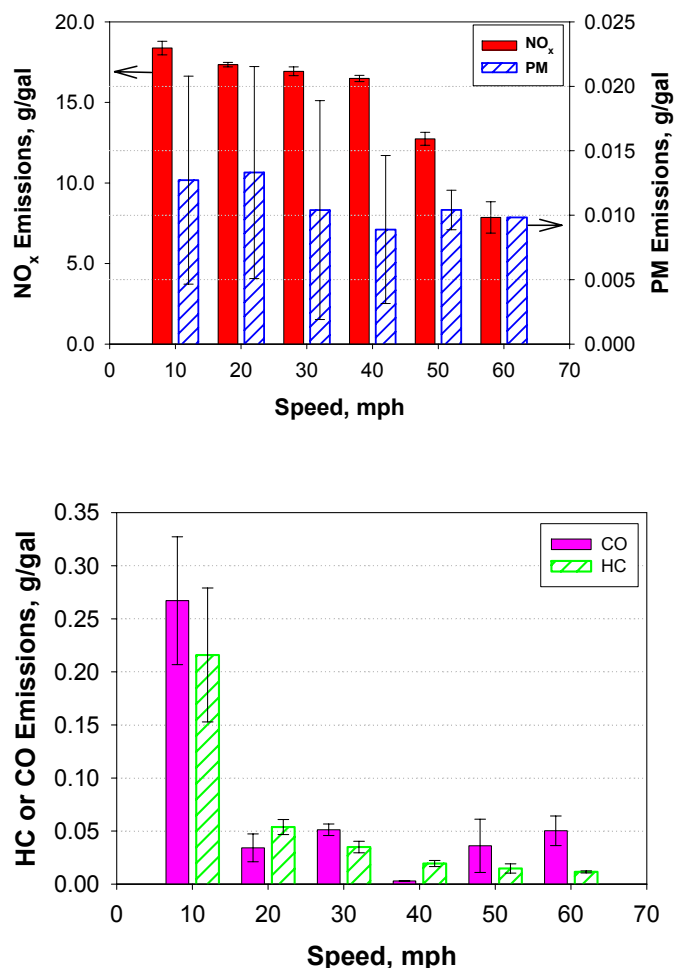 20.0
15.0
10.0
5.0
0.0
NOx Emissions, g/gal
NOx
PM
0.025
0.020
0.015
0.010
0.005
0.000
PM Emissions, g/gal
0 10 20 30 40 50 60 70
Speed, mph
0.35
0.30
0.25
0.20
0.15
0.10
0.05
0.00
HC or CO Emissions, g/gal
CO
HC
0 10 20 30 40 50 60 70
Speed, mph